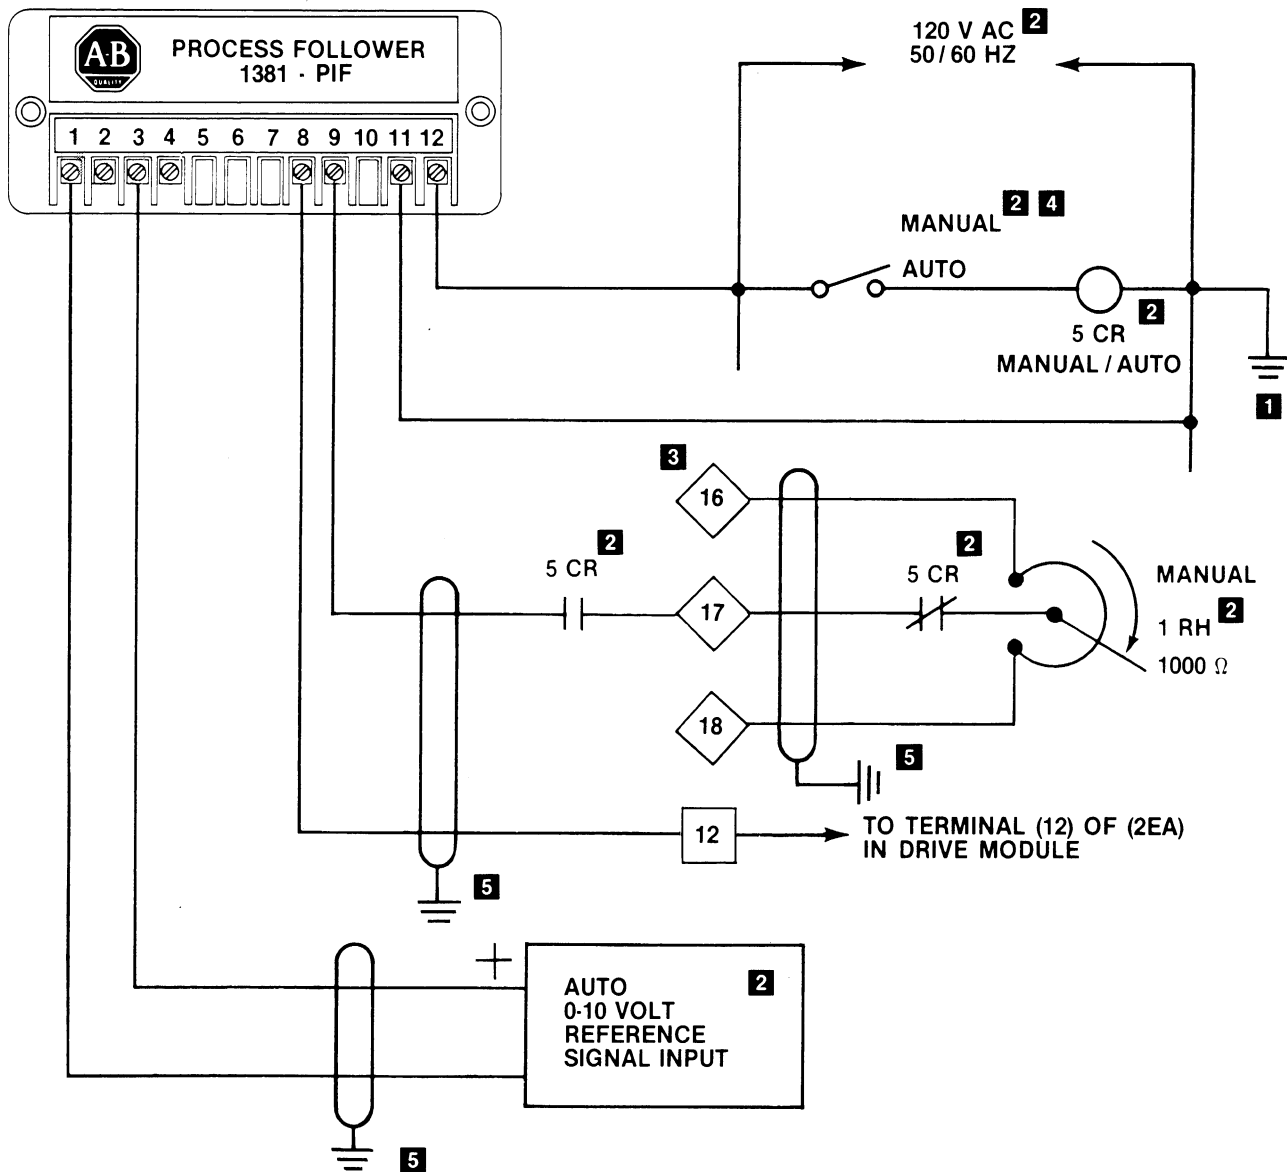 A·B
QUALITY
PROCESS FOLLOWER
1381 - PIF
1 2 3 4 5 6 7 8 9 10 11 12
120 V AC 2
50/60 HZ
MANUAL 2 4
AUTO
2
5 CR
MANUAL/AUTO
1
3
16
5 CR 2
17
5 CR 2
MANUAL
1 RH 2
1000 Ω
18
5
12
TO TERMINAL (12) OF (2EA)
IN DRIVE MODULE
5
+
AUTO 2
0-10 VOLT
REFERENCE
SIGNAL INPUT
5